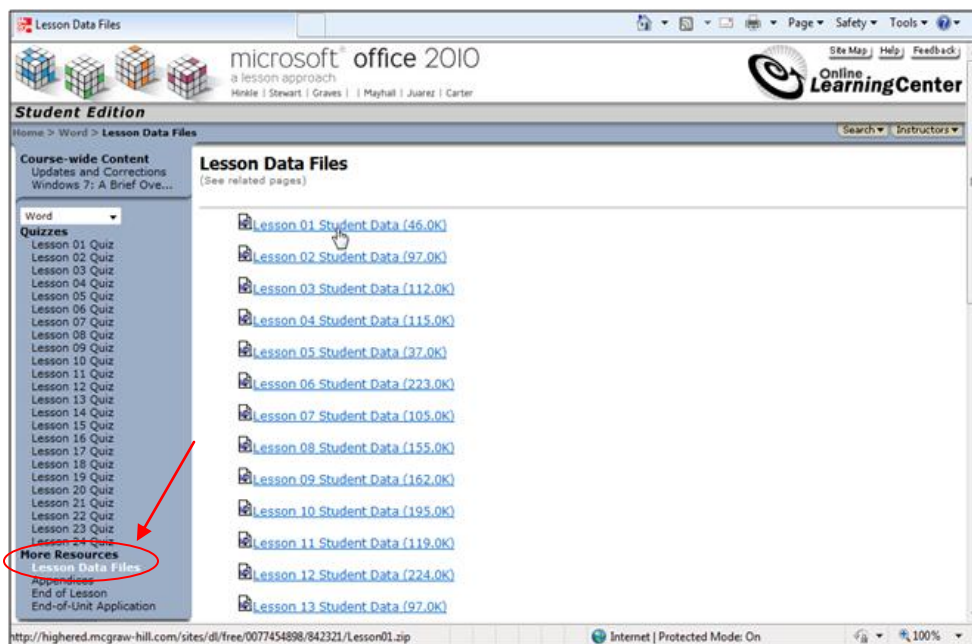 Lesson Data Files
Page Safety Tools
microsoft® office 2010
a lesson approach
Hinkle | Stewart | Graves | | Mayhall | Juarez | Carter
Site Map | Help | Feedback
Online
LearningCenter
Student Edition
Home > Word > Lesson Data Files
Search Instructors
Course-wide Content
Updates and Corrections
Windows 7: A Brief Ove...
Word
Quizzes
Lesson 01 Quiz
Lesson 02 Quiz
Lesson 03 Quiz
Lesson 04 Quiz
Lesson 05 Quiz
Lesson 06 Quiz
Lesson 07 Quiz
Lesson 08 Quiz
Lesson 09 Quiz
Lesson 10 Quiz
Lesson 11 Quiz
Lesson 12 Quiz
Lesson 13 Quiz
Lesson 14 Quiz
Lesson 15 Quiz
Lesson 16 Quiz
Lesson 17 Quiz
Lesson 18 Quiz
Lesson 19 Quiz
Lesson 20 Quiz
Lesson 21 Quiz
Lesson 22 Quiz
Lesson 23 Quiz
Lesson 24 Quiz
More Resources
Lesson Data Files
Appendices
End of Lesson
End-of-Unit Application
Lesson Data Files
(See related pages)
Lesson 01 Student Data (46.0K)
Lesson 02 Student Data (97.0K)
Lesson 03 Student Data (112.0K)
Lesson 04 Student Data (115.0K)
Lesson 05 Student Data (37.0K)
Lesson 06 Student Data (223.0K)
Lesson 07 Student Data (105.0K)
Lesson 08 Student Data (155.0K)
Lesson 09 Student Data (162.0K)
Lesson 10 Student Data (195.0K)
Lesson 11 Student Data (119.0K)
Lesson 12 Student Data (224.0K)
Lesson 13 Student Data (97.0K)
http://highered.mcgraw-hill.com/sites/dl/free/0077454898/842321/Lesson01.zip
Internet | Protected Mode: On
100%